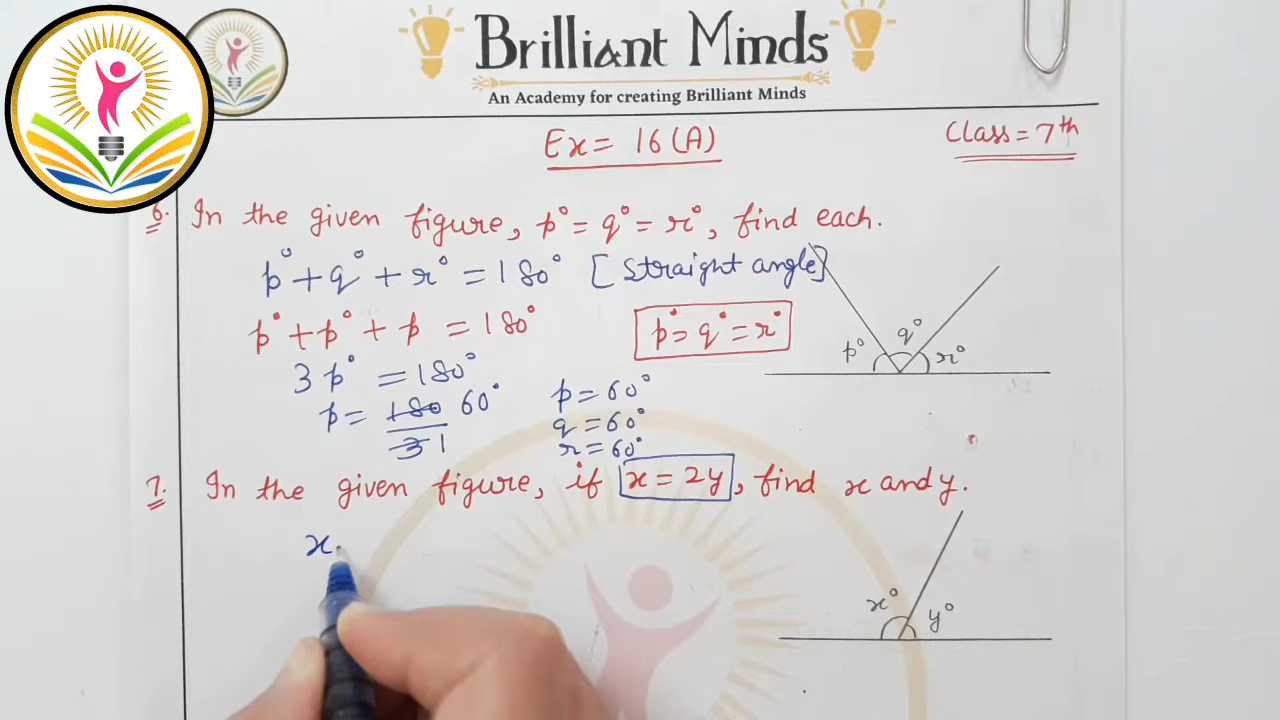 Brilliant Minds
An Academy for creating Brilliant Minds
Ex = 16 (A)
Class = 7th
6. In the given figure, p° = q° = r°, find each.
p° + q° + r° = 180° [Straight angle]
p° + p° + p = 180°
p° = q° = r°
3p° = 180°
p = 180/3 1 60°
p = 60°
q = 60°
r = 60°
p° q° r°
7. In the given figure, if x = 2y, find x and y.
x
x° y°